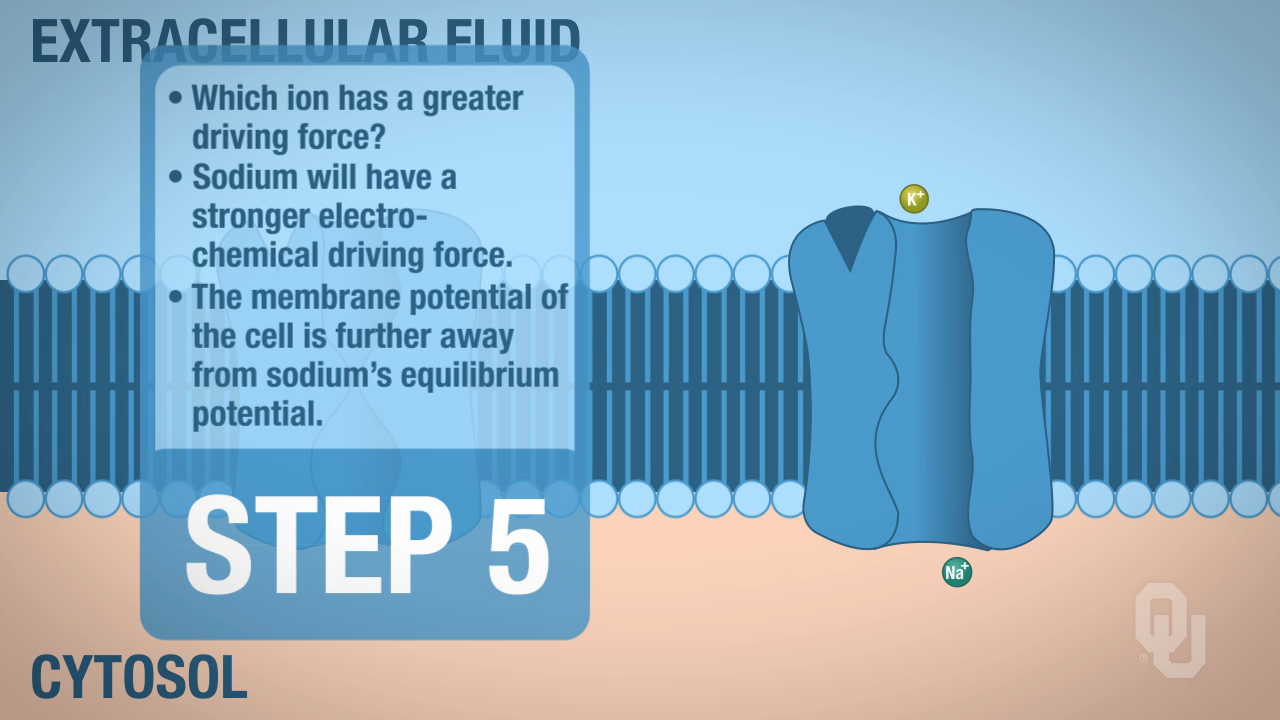 EXTRACELLULAR FLUID
• Which ion has a greater
driving force?
• Sodium will have a
stronger electro-
chemical driving force.
• The membrane potential of
the cell is further away
from sodium's equilibrium
potential.
STEP 5
K+
Na+
CYTOSOL
OU
®